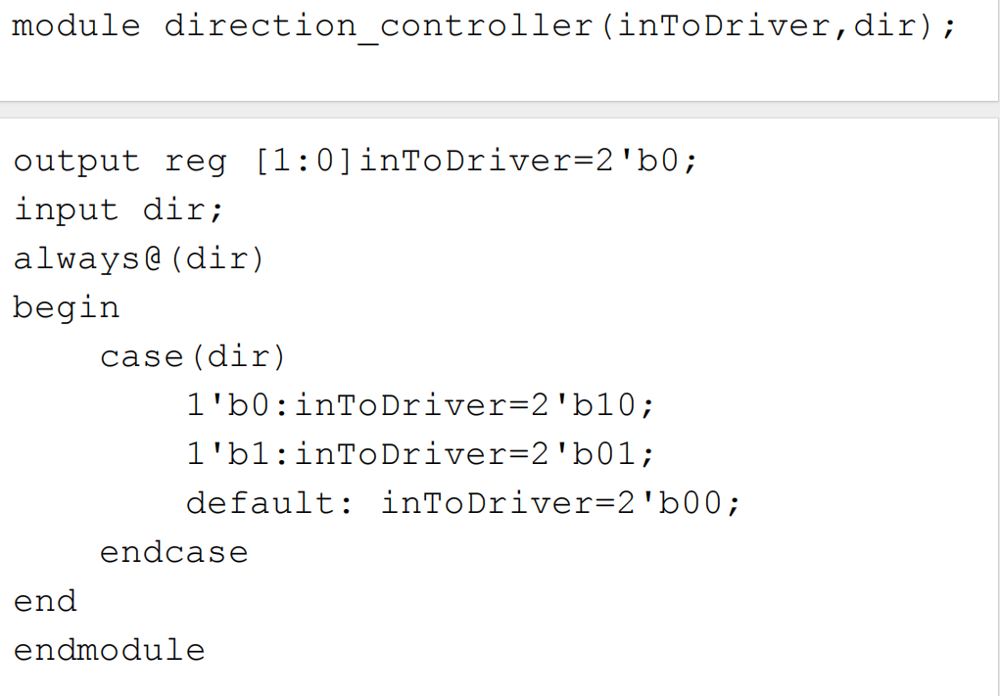 module direction_controller(inToDriver,dir);
output reg [1:0]inToDriver=2'b0;
input dir;
always@(dir)
begin
    case(dir)
        1'b0:inToDriver=2'b10;
        1'b1:inToDriver=2'b01;
        default: inToDriver=2'b00;
    endcase
end
endmodule